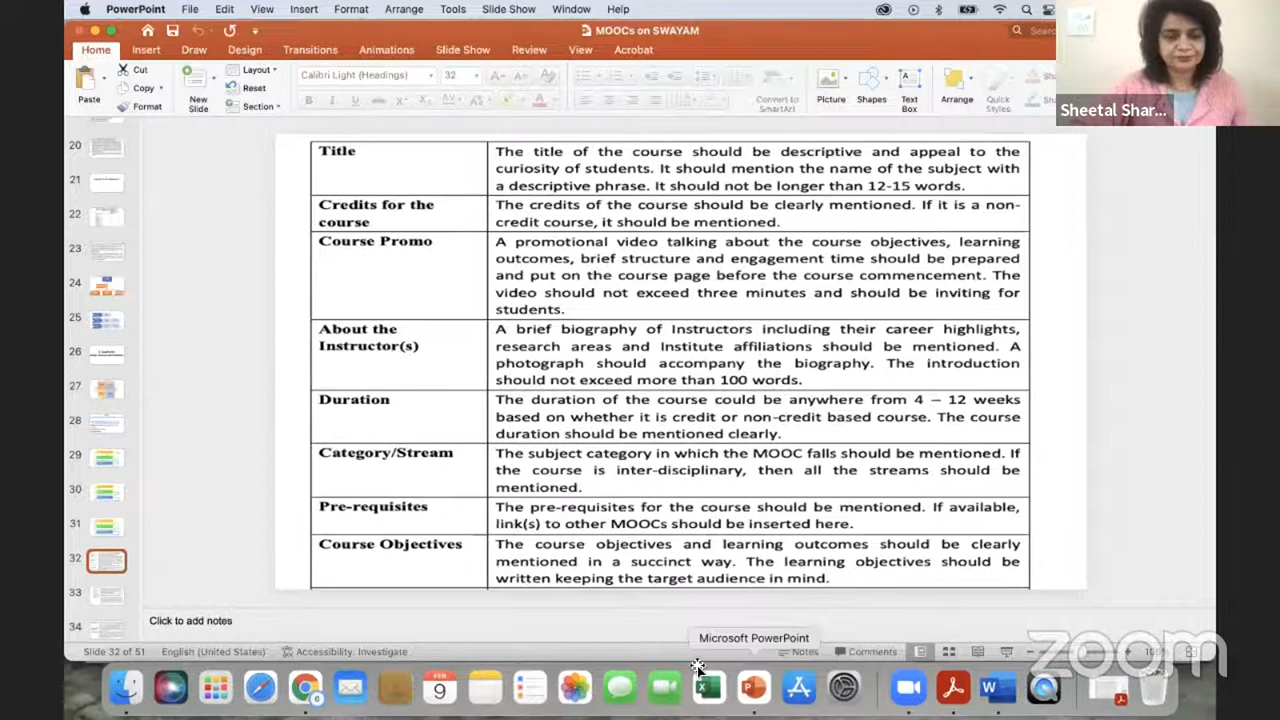 PowerPoint File Edit View Insert Format Arrange Tools Slide Show Window Help
MOOCs on SWAYAM
Home Insert Draw Design Transitions Animations Slide Show Review View Acrobat
Paste
Cut
Copy
Format
New Slide
Layout
Reset
Section
Calibri Light (Headings) 32
Convert to SmartArt
Picture
Shapes
Text Box
Arrange
Quick Styles
Sheetal Shar...
20
21
22
23
24
25
26
27
28
29
30
31
32
33
34
Title
The title of the course should be descriptive and appeal to the
curiosity of students. It should mention the name of the subject with
a descriptive phrase. It should not be longer than 12-15 words.
Credits for the
course
The credits of the course should be clearly mentioned. If it is a non-
credit course, it should be mentioned.
Course Promo
A promotional video talking about the course objectives, learning
outcomes, brief structure and engagement time should be prepared
and put on the course page before the course commencement. The
video should not exceed three minutes and should be inviting for
students.
About the
Instructor(s)
A brief biography of Instructors including their career highlights,
research areas and Institute affiliations should be mentioned. A
photograph should accompany the biography. The introduction
should not exceed more than 100 words.
Duration
The duration of the course could be anywhere from 4 – 12 weeks
based on whether it is credit or non-credit based course. The course
duration should be mentioned clearly.
Category/Stream
The subject category in which the MOOC falls should be mentioned. If
the course is inter-disciplinary, then all the streams should be
mentioned.
Pre-requisites
The pre-requisites for the course should be mentioned. If available,
link(s) to other MOOCs should be inserted here.
Course Objectives
The course objectives and learning outcomes should be clearly
mentioned in a succinct way. The learning objectives should be
written keeping the target audience in mind.
Click to add notes
Microsoft PowerPoint
Slide 32 of 51 English (United States) Accessibility: Investigate Notes Comments
zoom
FEB
9